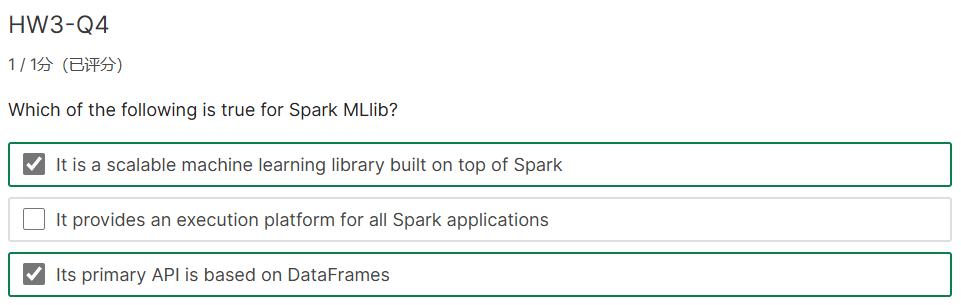 HW3-Q4
1 / 1分（已评分）
Which of the following is true for Spark MLlib?
It is a scalable machine learning library built on top of Spark
It provides an execution platform for all Spark applications
Its primary API is based on DataFrames